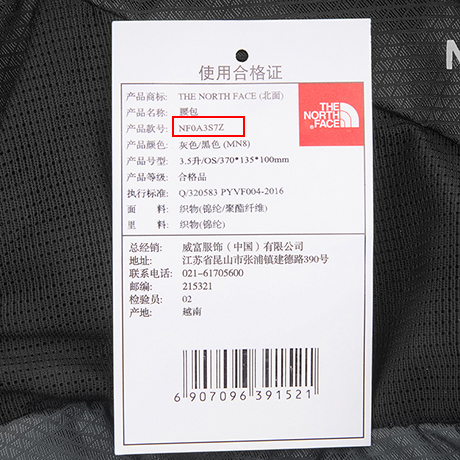 使用合格证
产品商标: THE NORTH FACE (北面)
产品名称: 腰包
产品款号: NF0A3S7Z
产品颜色: 灰色/黑色 (MN8)
产品号型: 3.5升/OS/370*135*100mm
产品等级: 合格品
执行标准: Q/320583 PYVF004-2016
面　料: 织物(锦纶/聚酯纤维)
里　料: 织物(锦纶)
THE
NORTH
FACE
总经销: 威富服饰（中国）有限公司
地址: 江苏省昆山市张浦镇建德路390号
联系电话: 021-61705600
邮编: 215321
检验员: 02
产地: 越南
6 907096 391521
N